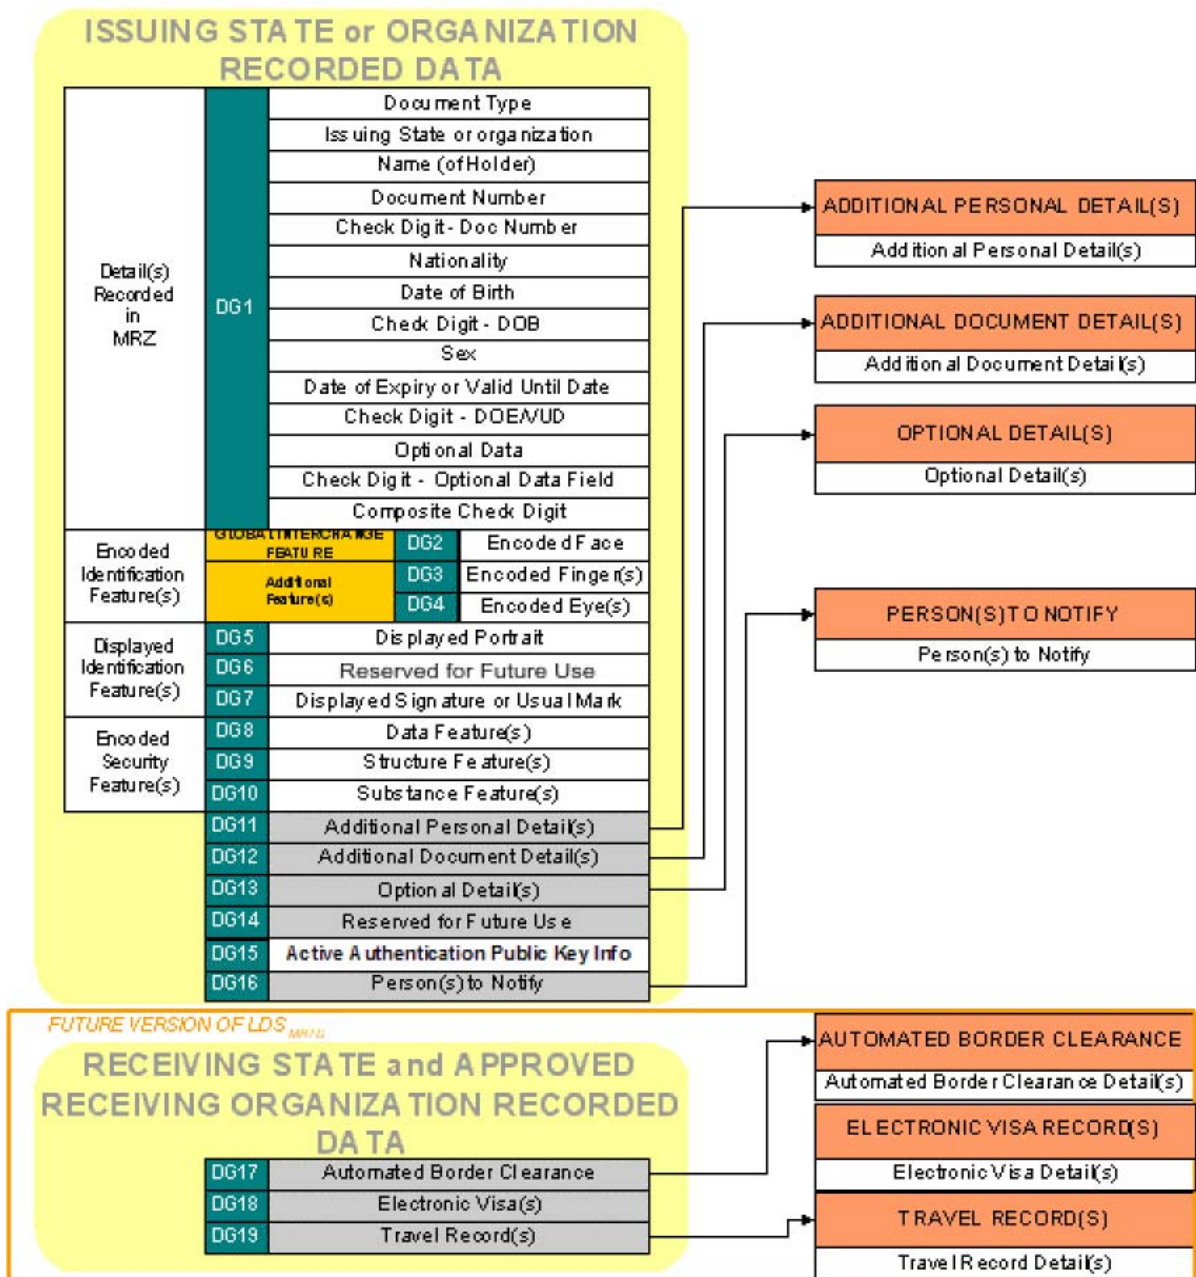 ISSUING STATE or ORGANIZATION
RECORDED DATA
Detail(s)
Recorded
in
MRZ
DG1
Document Type
Issuing State or organization
Name (of Holder)
Document Number
Check Digit- Doc Number
Nationality
Date of Birth
Check Digit - DOB
Sex
Date of Expiry or Valid Until Date
Check Digit - DOE/VUD
Optional Data
Check Digit - Optional Data Field
Composite Check Digit
Encoded
Identification
Feature(s)
GLOBAL INTERCHANGE
FEATURE
DG2
Encoded Face
Additional
Feature(s)
DG3
Encoded Finger(s)
DG4
Encoded Eye(s)
Displayed
Identification
Feature(s)
DG5
Displayed Portrait
DG6
Reserved for Future Use
DG7
Displayed Signature or Usual Mark
Encoded
Security
Feature(s)
DG8
Data Feature(s)
DG9
Structure Feature(s)
DG10
Substance Feature(s)
DG11
Additional Personal Detail(s)
DG12
Additional Document Detail(s)
DG13
Optional Detail(s)
DG14
Reserved for Future Use
DG15
Active Authentication Public Key Info
DG16
Person(s) to Notify
ADDITIONAL PERSONAL DETAIL(S)
Additional Personal Detail(s)
ADDITIONAL DOCUMENT DETAIL(S)
Additional Document Detail(s)
OPTIONAL DETAIL(S)
Optional Detail(s)
PERSON(S) TO NOTIFY
Person(s) to Notify
FUTURE VERSION OF LDS
RECEIVING STATE and APPROVED
RECEIVING ORGANIZATION RECORDED
DATA
DG17
Automated Border Clearance
DG18
Electronic Visa(s)
DG19
Travel Record(s)
AUTOMATED BORDER CLEARANCE
Automated Border Clearance Detail(s)
ELECTRONIC VISA RECORD(S)
Electronic Visa Detail(s)
TRAVEL RECORD(S)
Travel Record Detail(s)